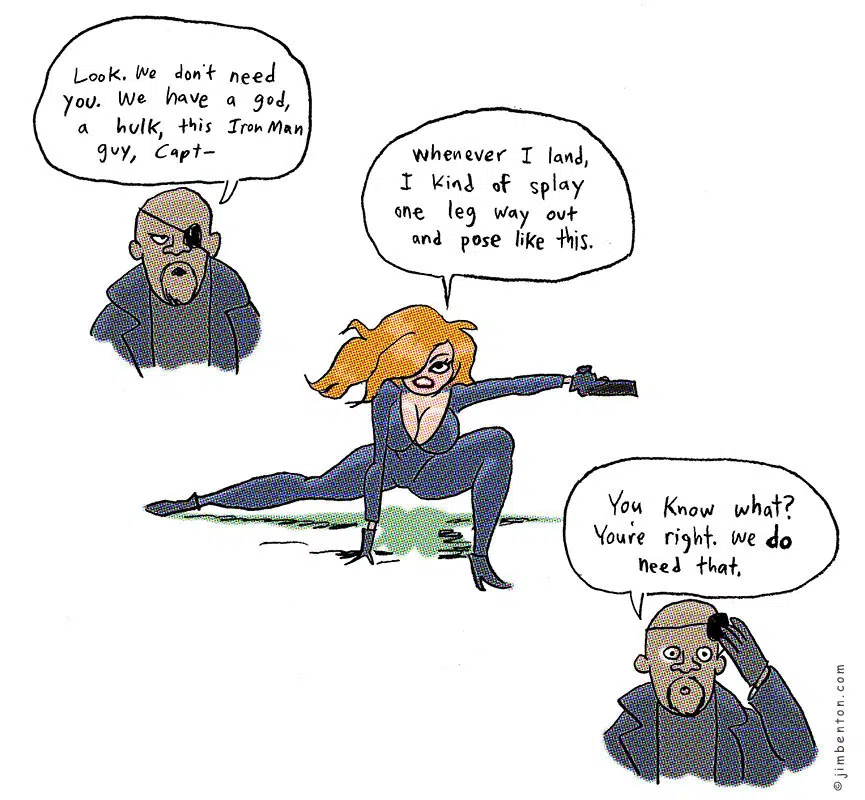 Look. We don't need
you. We have a god,
a hulk, this Iron Man
guy, Capt—
Whenever I land,
I kind of splay
one leg way out
and pose like this.
You know what?
You're right. We do
need that.
© jimbenton.com